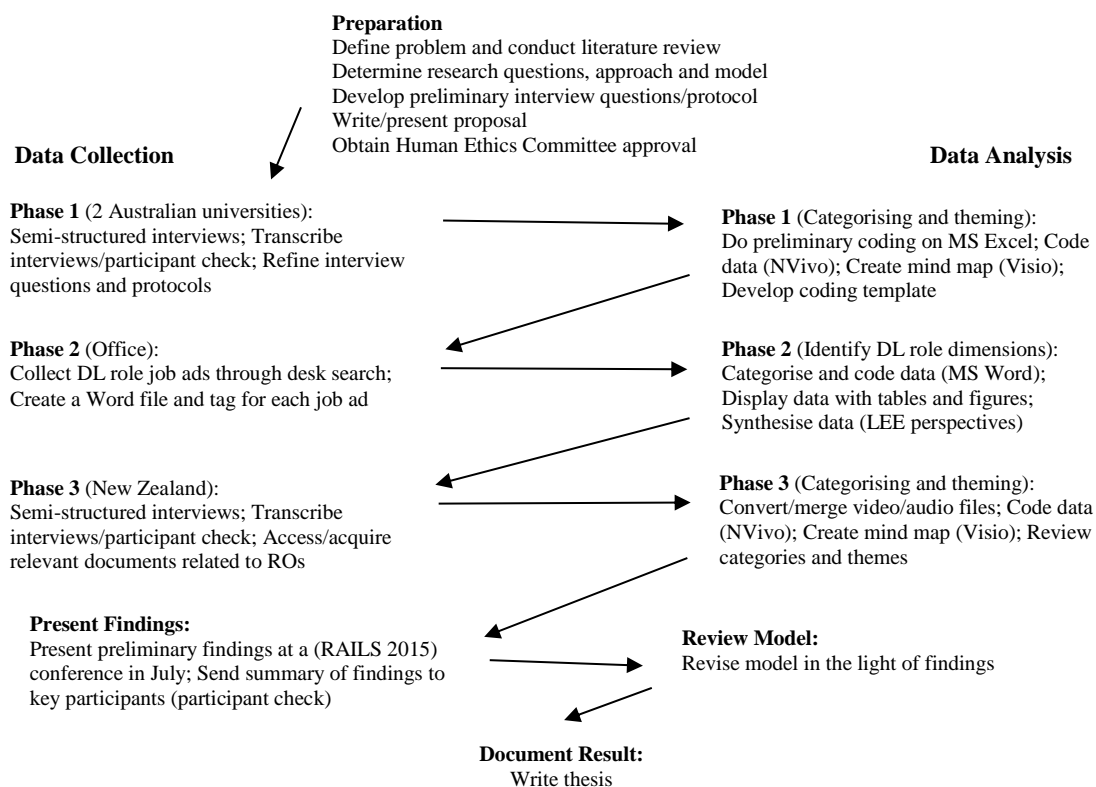 Preparation
Define problem and conduct literature review
Determine research questions, approach and model
Develop preliminary interview questions/protocol
Write/present proposal
Obtain Human Ethics Committee approval
Data Collection
Data Analysis
Phase 1 (2 Australian universities):
Semi-structured interviews; Transcribe
interviews/participant check; Refine interview
questions and protocols
Phase 1 (Categorising and theming):
Do preliminary coding on MS Excel; Code
data (NVivo); Create mind map (Visio);
Develop coding template
Phase 2 (Office):
Collect DL role job ads through desk search;
Create a Word file and tag for each job ad
Phase 2 (Identify DL role dimensions):
Categorise and code data (MS Word);
Display data with tables and figures;
Synthesise data (LEE perspectives)
Phase 3 (New Zealand):
Semi-structured interviews; Transcribe
interviews/participant check; Access/acquire
relevant documents related to ROs
Phase 3 (Categorising and theming):
Convert/merge video/audio files; Code data
(NVivo); Create mind map (Visio); Review
categories and themes
Present Findings:
Present preliminary findings at a (RAILS 2015)
conference in July; Send summary of findings to
key participants (participant check)
Review Model:
Revise model in the light of findings
Document Result:
Write thesis